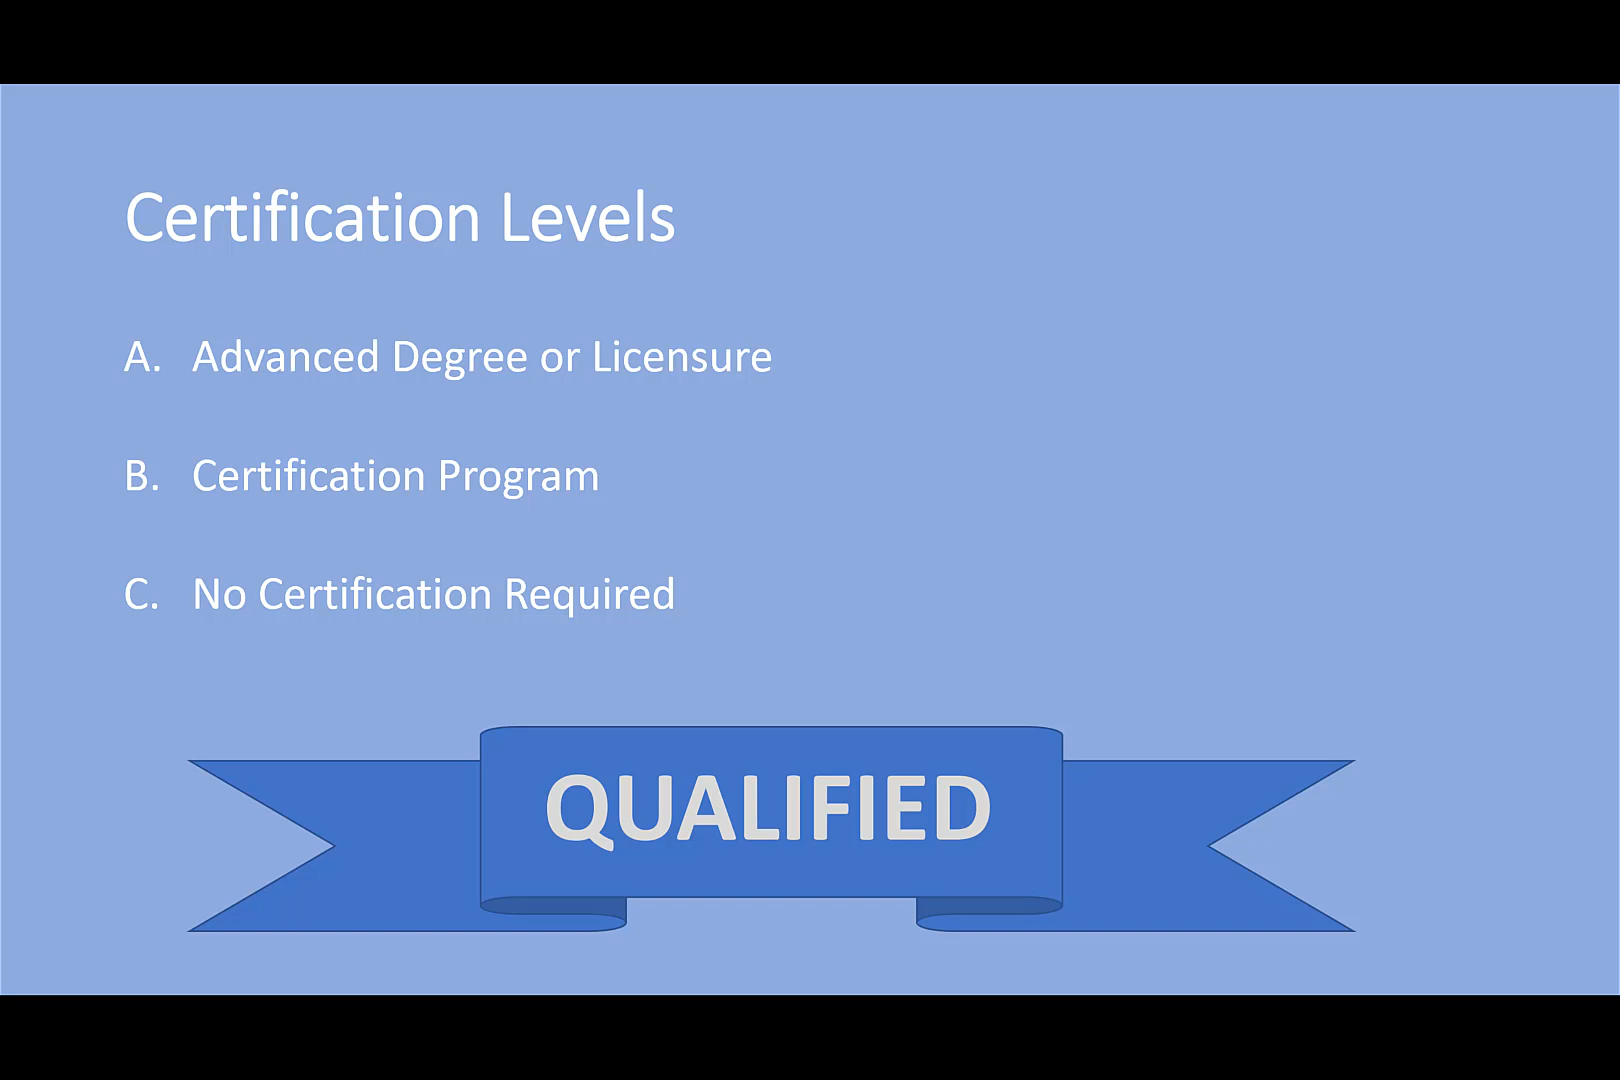 Certification Levels
A. Advanced Degree or Licensure
B. Certification Program
C. No Certification Required
QUALIFIED